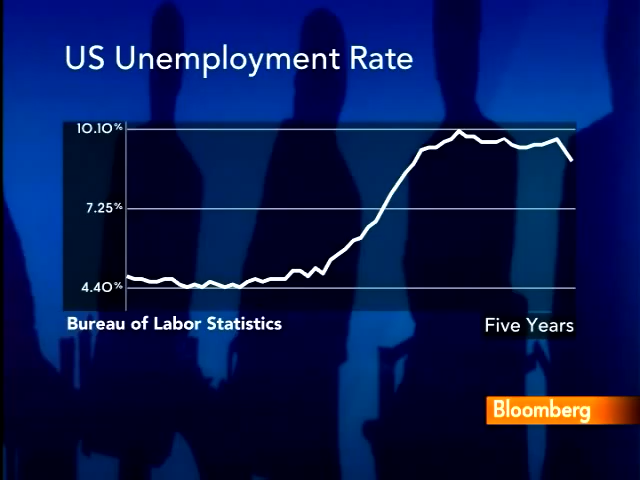 US Unemployment Rate
10.10%
7.25%
4.40%
Bureau of Labor Statistics
Five Years
Bloomberg